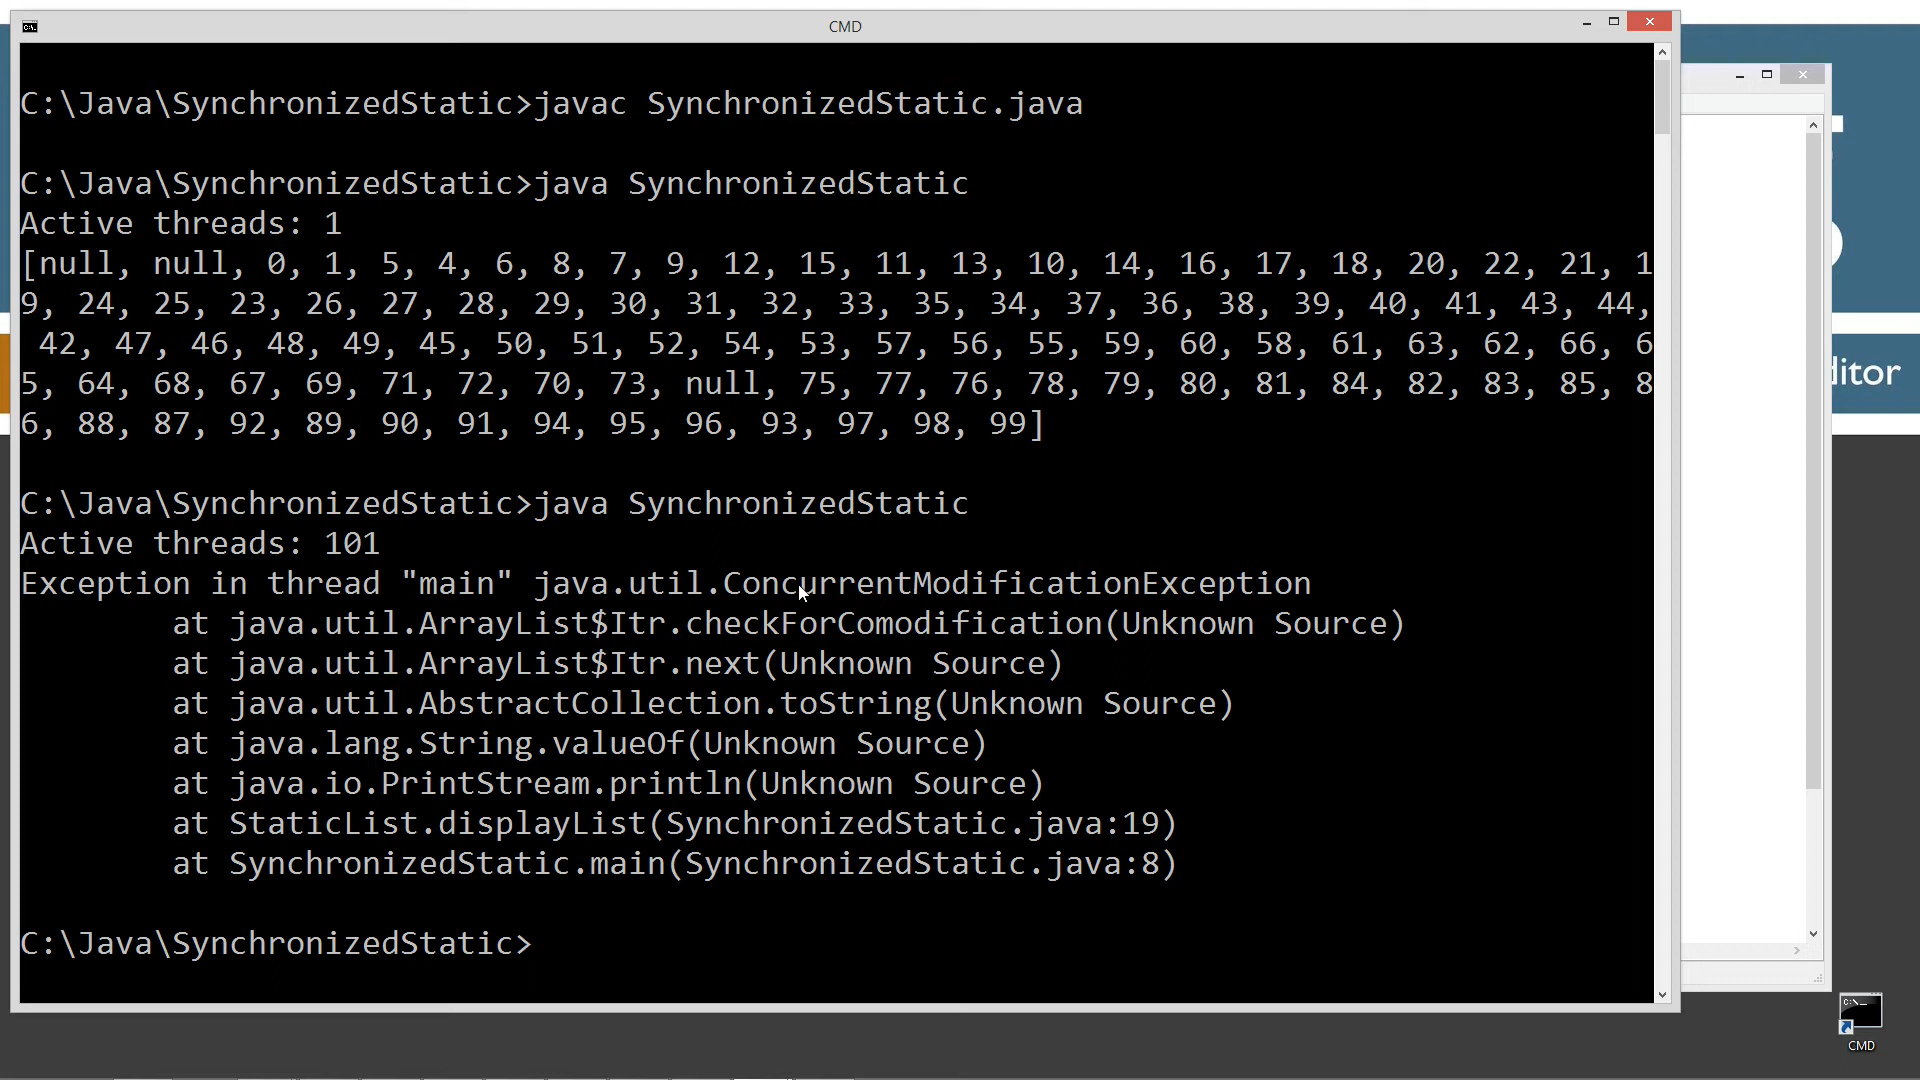 CMD
C:\Java\SynchronizedStatic>javac SynchronizedStatic.java
C:\Java\SynchronizedStatic>java SynchronizedStatic
Active threads: 1
[null, null, 0, 1, 5, 4, 6, 8, 7, 9, 12, 15, 11, 13, 10, 14, 16, 17, 18, 20, 22, 21, 1
9, 24, 25, 23, 26, 27, 28, 29, 30, 31, 32, 33, 35, 34, 37, 36, 38, 39, 40, 41, 43, 44,
 42, 47, 46, 48, 49, 45, 50, 51, 52, 54, 53, 57, 56, 55, 59, 60, 58, 61, 63, 62, 66, 6
5, 64, 68, 67, 69, 71, 72, 70, 73, null, 75, 77, 76, 78, 79, 80, 81, 84, 82, 83, 85, 8
6, 88, 87, 92, 89, 90, 91, 94, 95, 96, 93, 97, 98, 99]
C:\Java\SynchronizedStatic>java SynchronizedStatic
Active threads: 101
Exception in thread "main" java.util.ConcurrentModificationException
        at java.util.ArrayList$Itr.checkForComodification(Unknown Source)
        at java.util.ArrayList$Itr.next(Unknown Source)
        at java.util.AbstractCollection.toString(Unknown Source)
        at java.lang.String.valueOf(Unknown Source)
        at java.io.PrintStream.println(Unknown Source)
        at StaticList.displayList(SynchronizedStatic.java:19)
        at SynchronizedStatic.main(SynchronizedStatic.java:8)
C:\Java\SynchronizedStatic>
ditor
CMD